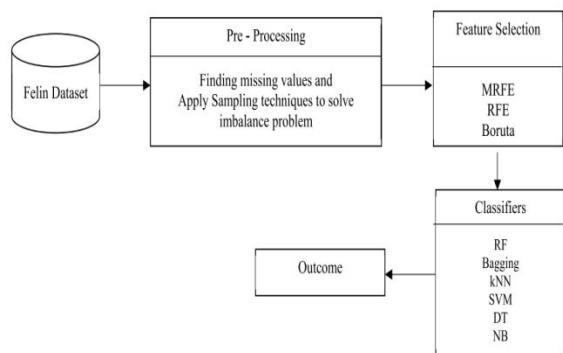 Felin Dataset
Pre - Processing
Finding missing values and
Apply Sampling techniques to solve
imbalance problem
Feature Selection
MRFE
RFE
Boruta
Classifiers
RF
Bagging
kNN
SVM
DT
NB
Outcome